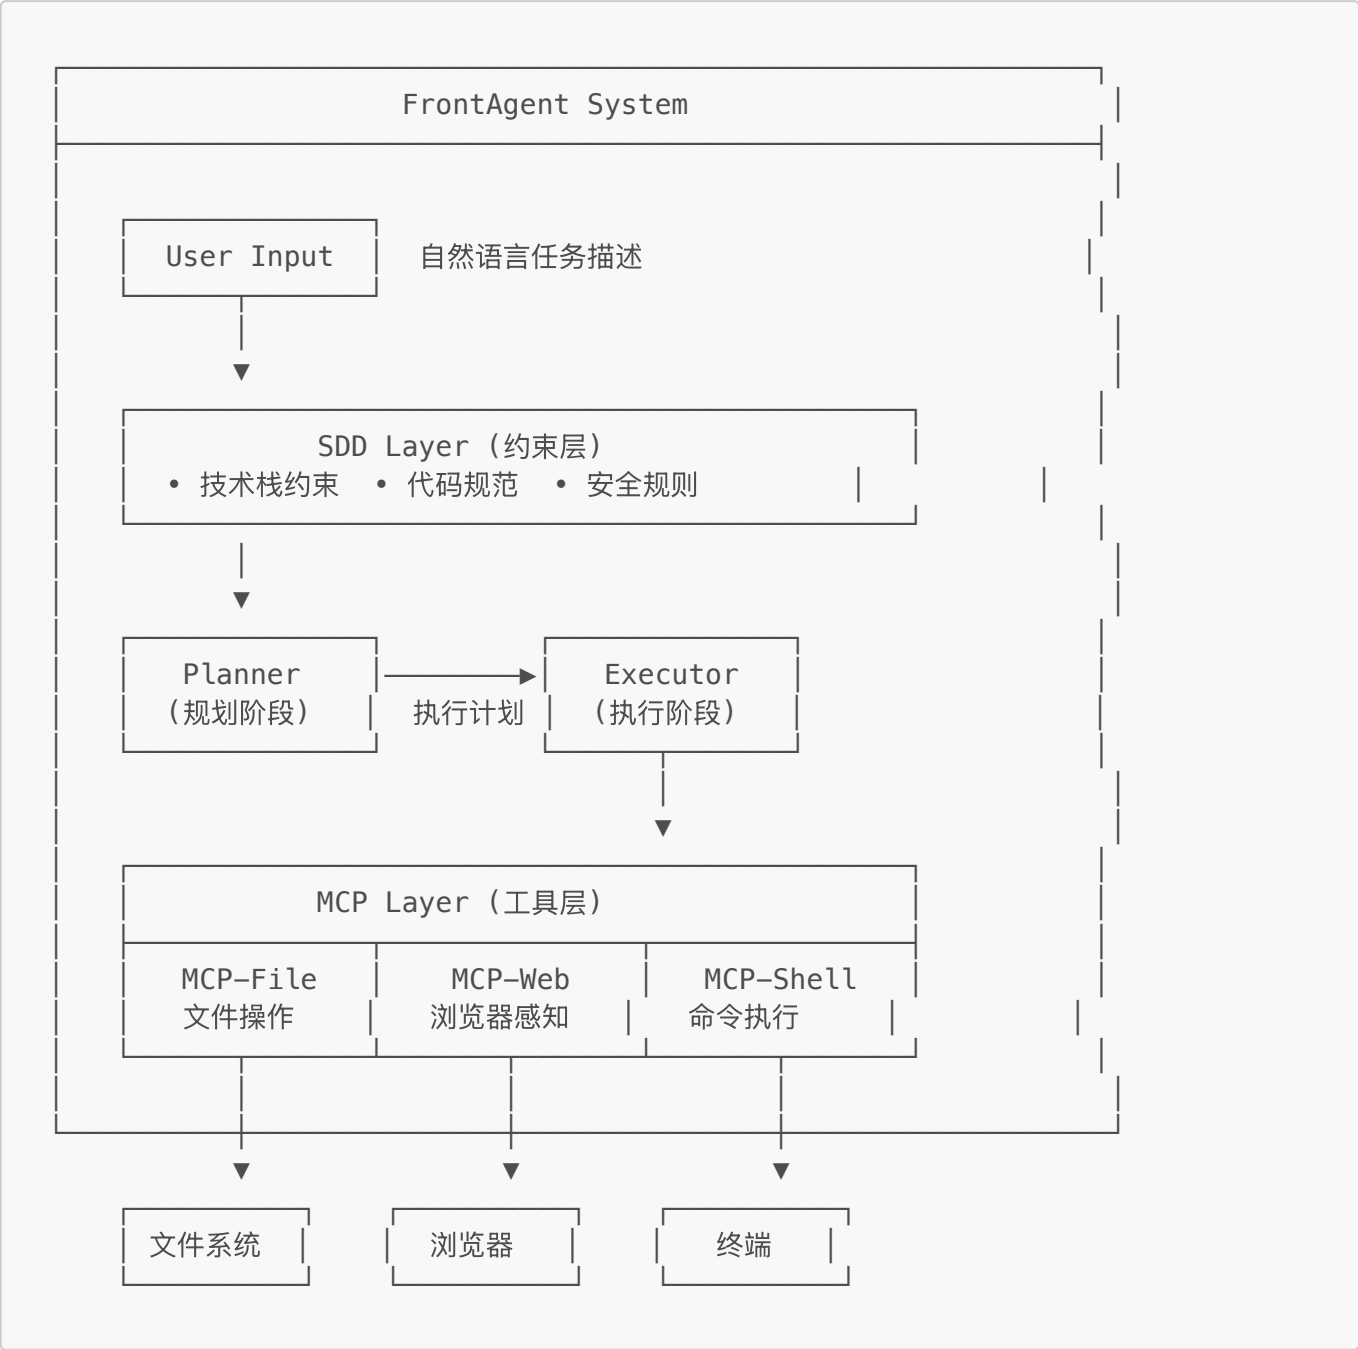 FrontAgent System
User Input 自然语言任务描述
SDD Layer (约束层)
• 技术栈约束 • 代码规范 • 安全规则
Planner Executor
(规划阶段) 执行计划 (执行阶段)
MCP Layer (工具层)
MCP-File MCP-Web MCP-Shell
文件操作 浏览器感知 命令执行
文件系统 浏览器 终端